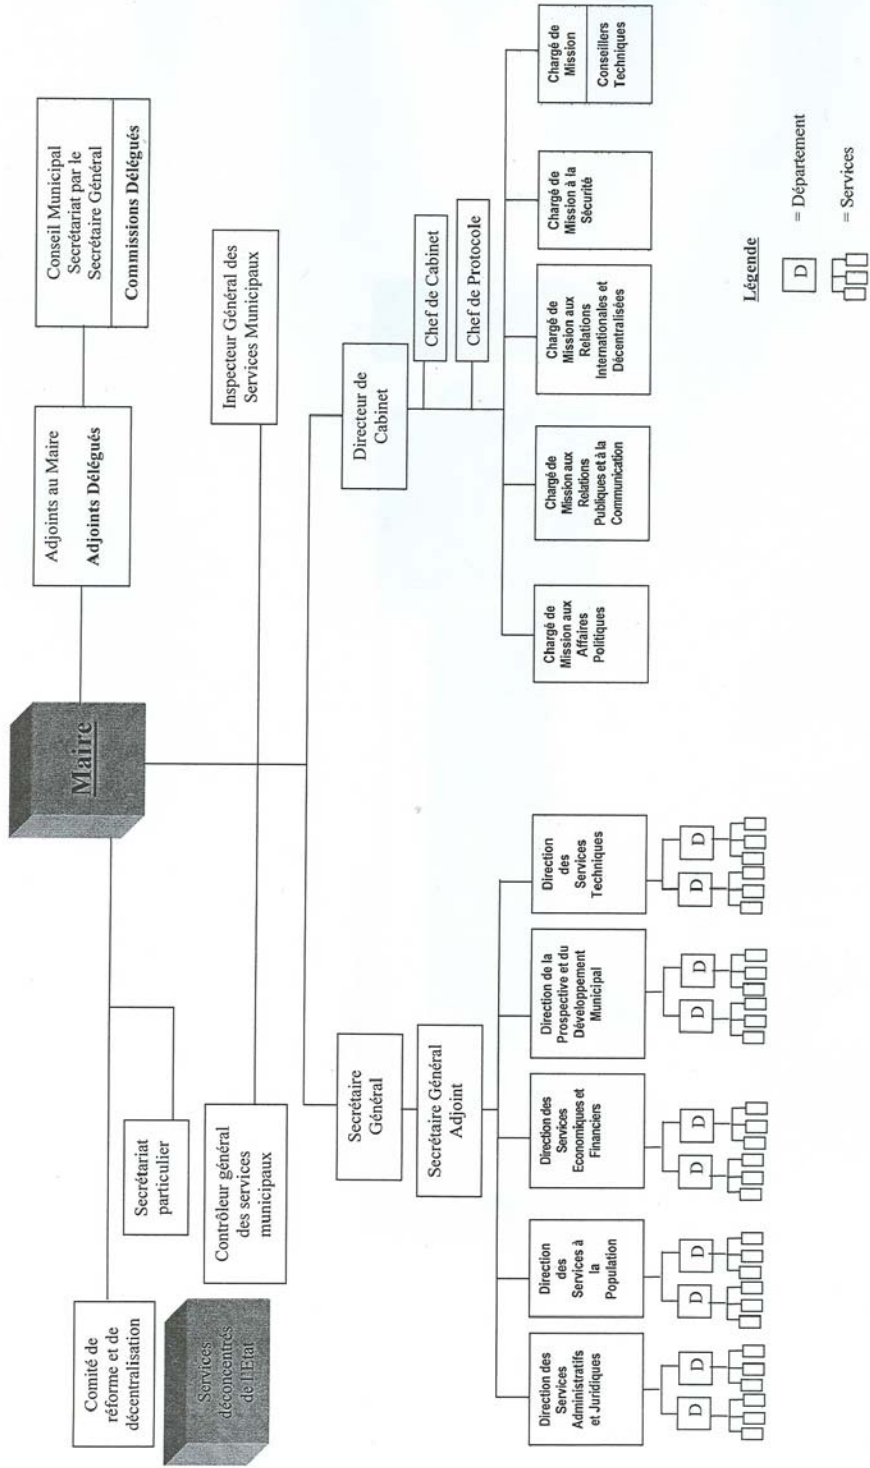 Maire
Adjoints au Maire
Adjoints Délégués
Conseil Municipal
Secrétariat par le
Secrétaire Général
Commissions Délégués
Comité de
réforme et de
décentralisation
Secrétariat
particulier
Services
déconcentrés
de l'Etat
Contrôleur général
des services
municipaux
Inspecteur Général des
Services Municipaux
Secrétaire
Général
Secrétaire Général
Adjoint
Directeur de
Cabinet
Chef de Cabinet
Chef de Protocole
Direction des
Services
Administratifs
et Juridiques
Direction
des
Services à
la
Population
Direction des
Services
Economiques et
Financiers
Direction de la
Prospective et du
Développement
Municipal
Direction
des
Services
Techniques
Chargé de
Mission aux
Affaires
Politiques
Chargé de
Mission aux
Relations
Publiques et à la
Communication
Chargé de
Mission aux
Relations
Internationales et
Décentralisées
Chargé de
Mission à la
Sécurité
Chargé de
Mission
Conseillers
Techniques
D
D
D
D
D
D
D
D
D
D
Légende
D = Département
= Services